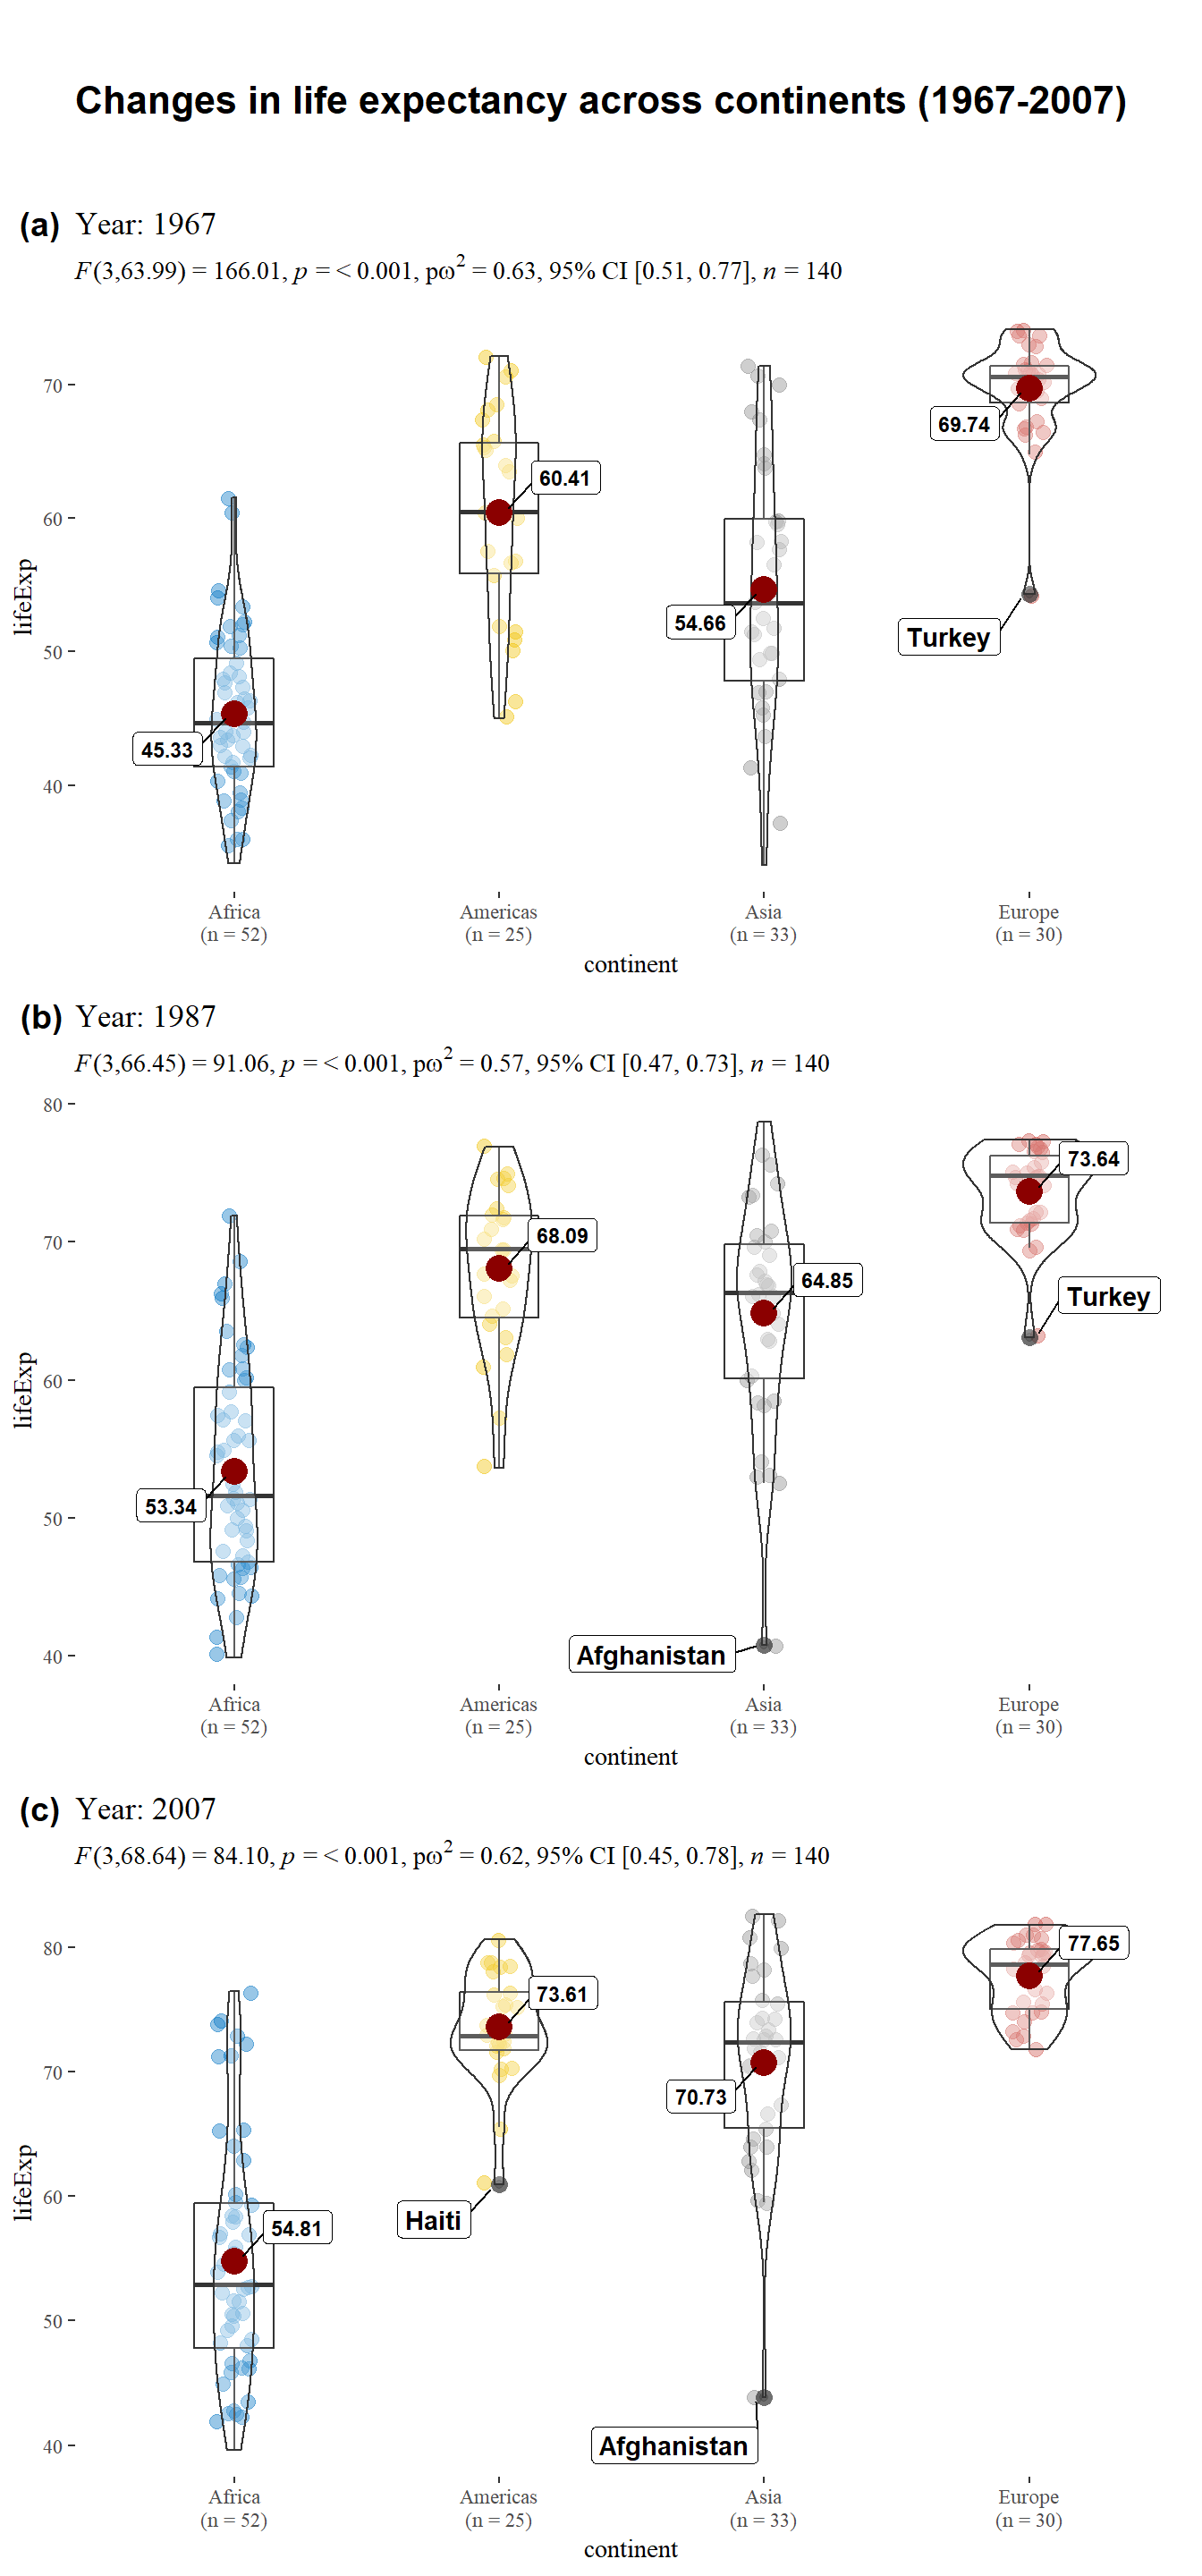 Changes in life expectancy across continents (1967-2007)
(a) Year: 1967
F(3,63.99) = 166.01, p = < 0.001, pω² = 0.63, 95% CI [0.51, 0.77], n = 140
lifeExp
70
60
50
40
45.33
60.41
54.66
69.74
Turkey
Africa
(n = 52)
Americas
(n = 25)
Asia
(n = 33)
Europe
(n = 30)
continent
(b) Year: 1987
F(3,66.45) = 91.06, p = < 0.001, pω² = 0.57, 95% CI [0.47, 0.73], n = 140
lifeExp
80
70
60
50
40
53.34
68.09
64.85
73.64
Turkey
Afghanistan
Africa
(n = 52)
Americas
(n = 25)
Asia
(n = 33)
Europe
(n = 30)
continent
(c) Year: 2007
F(3,68.64) = 84.10, p = < 0.001, pω² = 0.62, 95% CI [0.45, 0.78], n = 140
lifeExp
80
70
60
50
40
54.81
73.61
70.73
77.65
Haiti
Afghanistan
Africa
(n = 52)
Americas
(n = 25)
Asia
(n = 33)
Europe
(n = 30)
continent